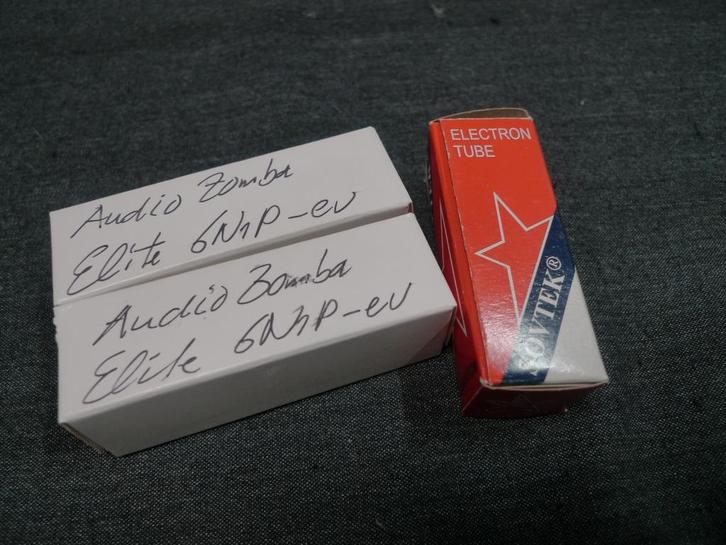 Audio Zomba
Elite 6N1P-ev
Audio Zomba
Elite 6N1P-ev
ELECTRON
TUBE
SOVTEK®